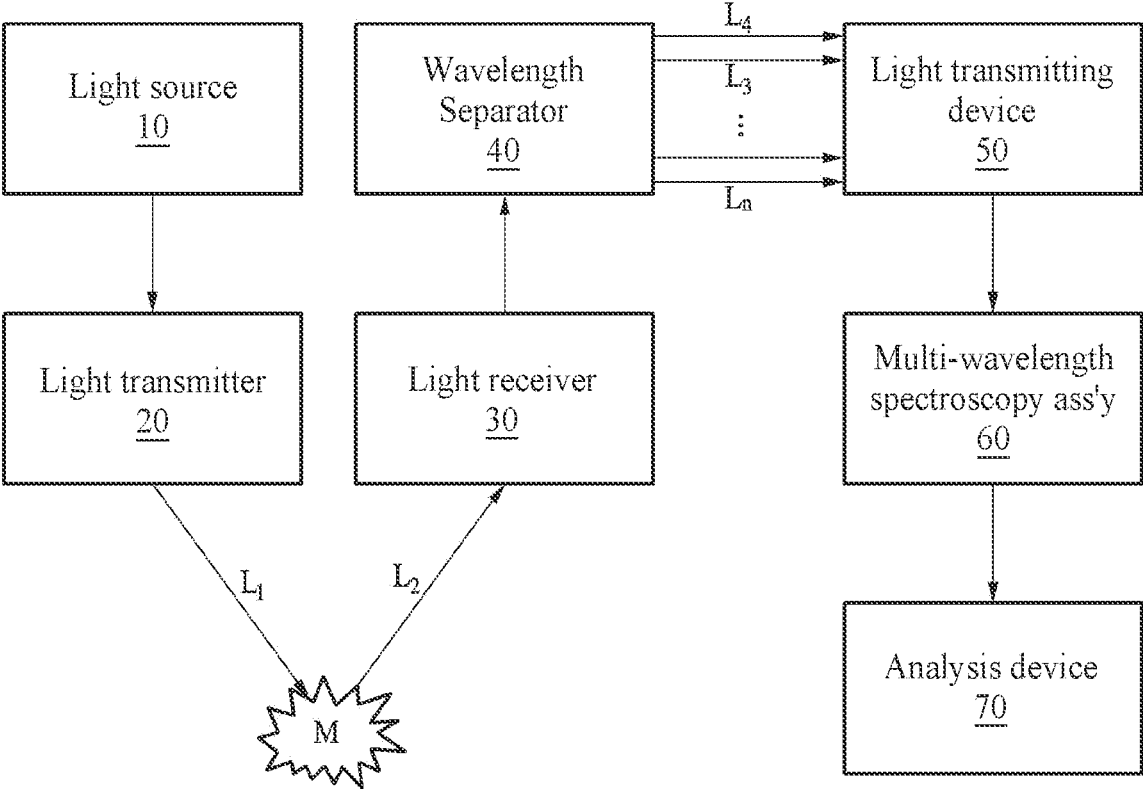 Light source
10
Wavelength
Separator
40
L4
L3
⋮
Ln
Light transmitting
device
50
Light transmitter
20
Light receiver
30
Multi-wavelength
spectroscopy ass'y
60
L1
L2
M
Analysis device
70